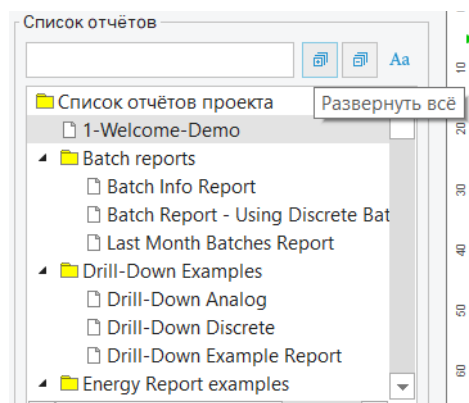 Список отчётов
Aa
Список отчётов проекта
Развернуть всё
1-Welcome-Demo
Batch reports
Batch Info Report
Batch Report - Using Discrete Bat
Last Month Batches Report
Drill-Down Examples
Drill-Down Analog
Drill-Down Discrete
Drill-Down Example Report
Energy Report examples
10
20
30
40
50
60